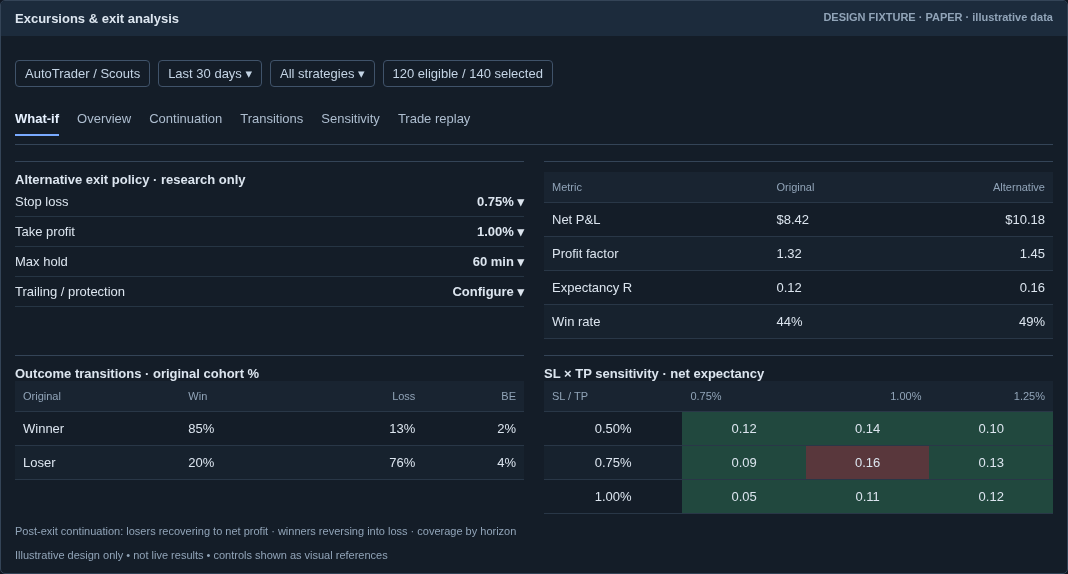 Excursions & exit analysis
DESIGN FIXTURE · PAPER · illustrative data
AutoTrader / Scouts
Last 30 days ▾
All strategies ▾
120 eligible / 140 selected
What-if Overview Continuation Transitions Sensitivity Trade replay
Alternative exit policy · research only
Stop loss 0.75% ▾
Take profit 1.00% ▾
Max hold 60 min ▾
Trailing / protection Configure ▾
Metric Original Alternative
Net P&L $8.42 $10.18
Profit factor 1.32 1.45
Expectancy R 0.12 0.16
Win rate 44% 49%
Outcome transitions · original cohort %
Original Win Loss BE
Winner 85% 13% 2%
Loser 20% 76% 4%
SL × TP sensitivity · net expectancy
SL / TP 0.75% 1.00% 1.25%
0.50% 0.12 0.14 0.10
0.75% 0.09 0.16 0.13
1.00% 0.05 0.11 0.12
Post-exit continuation: losers recovering to net profit · winners reversing into loss · coverage by horizon
Illustrative design only • not live results • controls shown as visual references